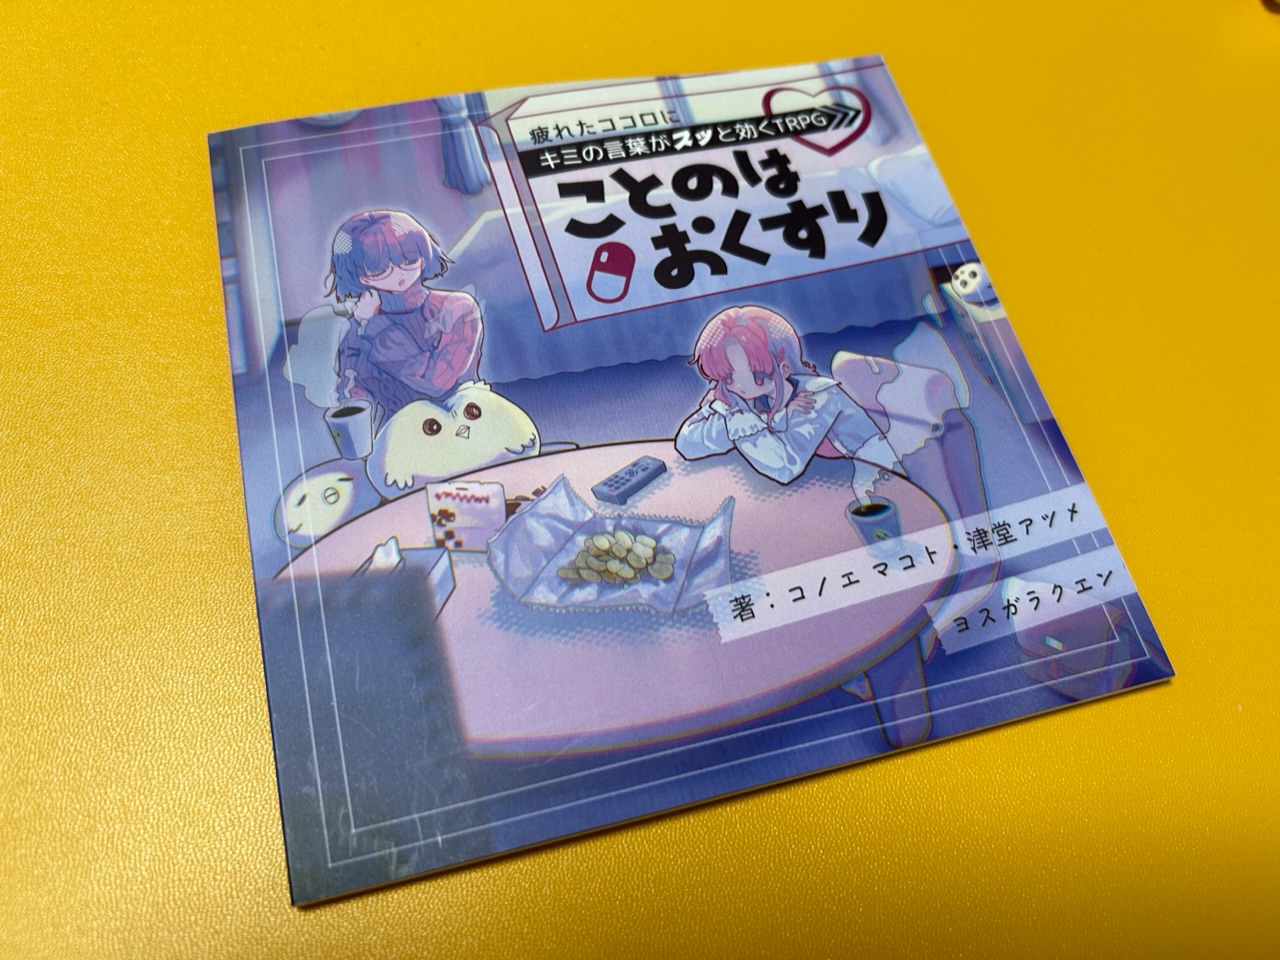 疲れたココロに
キミの言葉がスッと効くTRPG
ことのは
おくすり
著：コノエマコト・津堂アツメ
ヨスガラクエン